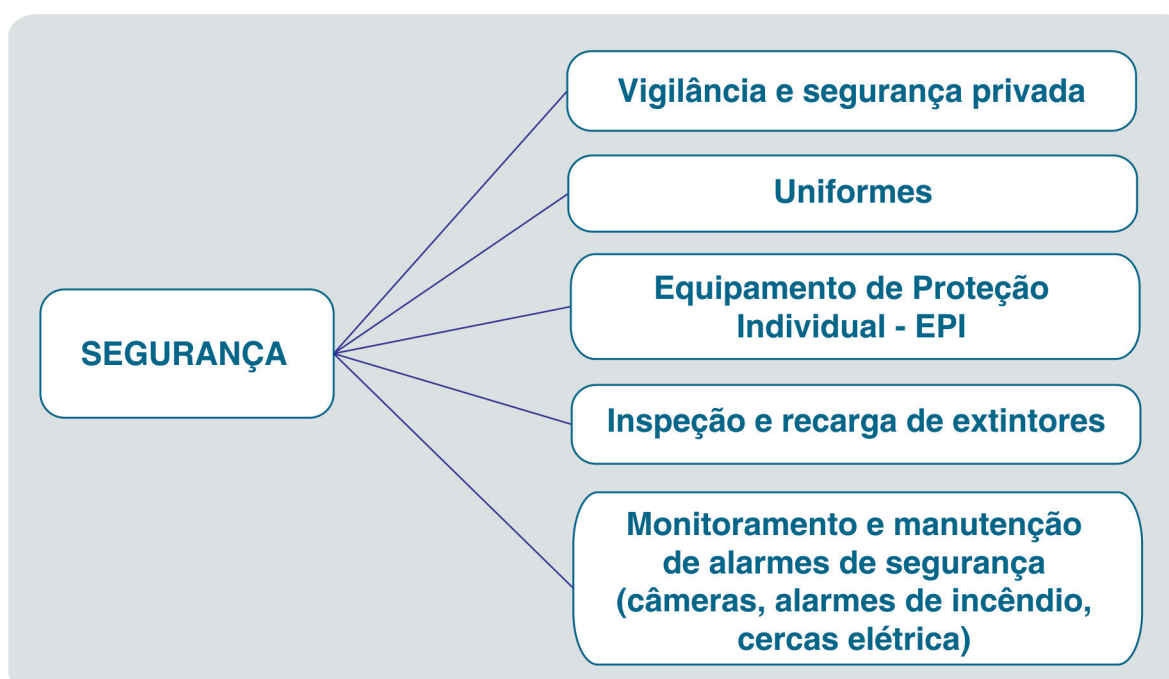 SEGURANÇA
Vigilância e segurança privada
Uniformes
Equipamento de Proteção
Individual - EPI
Inspeção e recarga de extintores
Monitoramento e manutenção
de alarmes de segurança
(câmeras, alarmes de incêndio,
cercas elétrica)